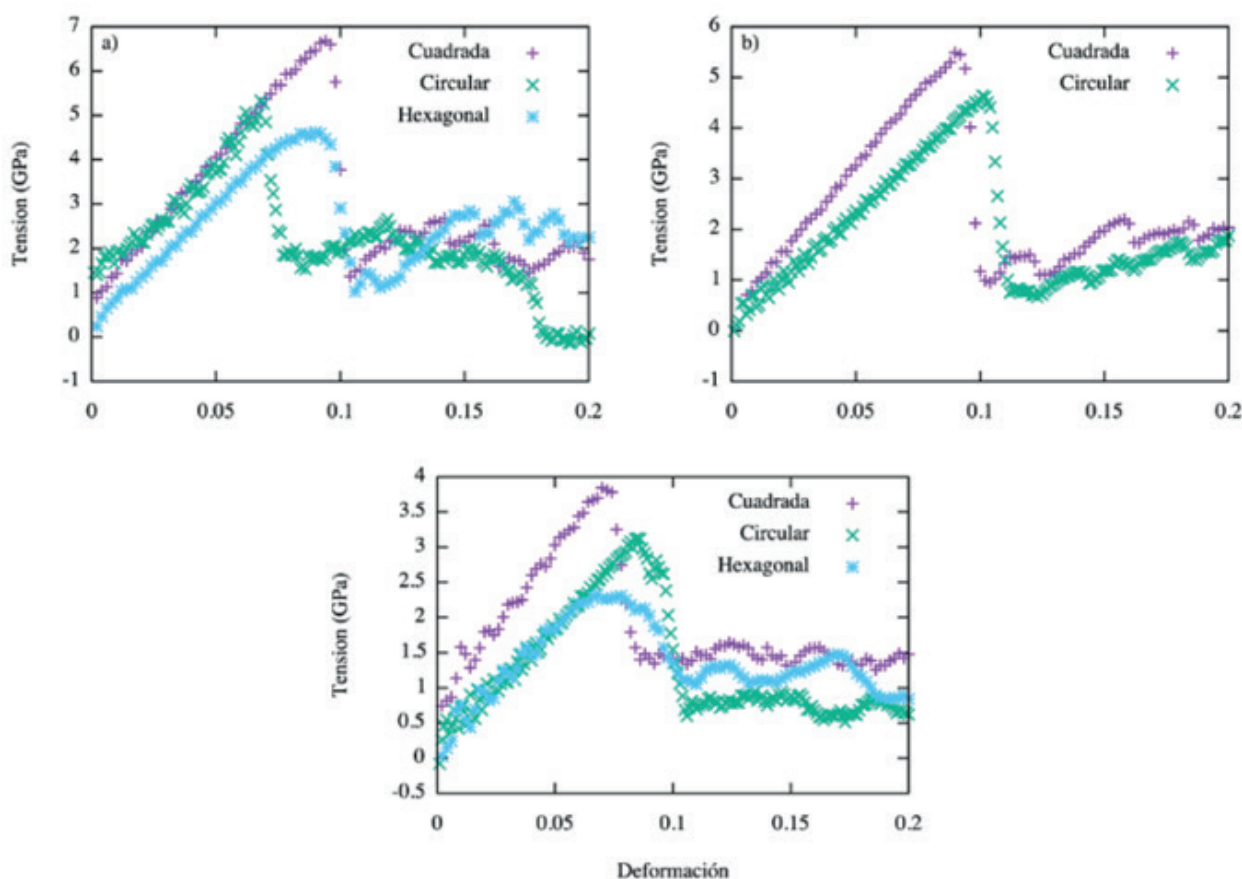 a)
Cuadrada
Circular
Hexagonal
Tension (GPa)
7
6
5
4
3
2
1
0
-1
0 0.05 0.1 0.15 0.2
b)
Cuadrada
Circular
Tension (GPa)
6
5
4
3
2
1
0
-1
0 0.05 0.1 0.15 0.2
Cuadrada
Circular
Hexagonal
Tension (GPa)
4
3.5
3
2.5
2
1.5
1
0.5
0
-0.5
0 0.05 0.1 0.15 0.2
Deformación